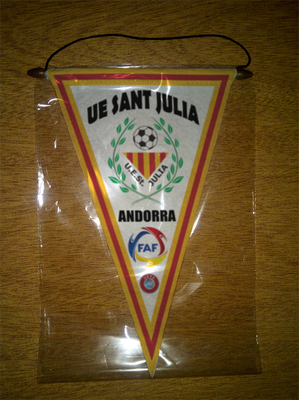 UE SANT JULIA
U.E.S. JULIA
ANDORRA
FAF